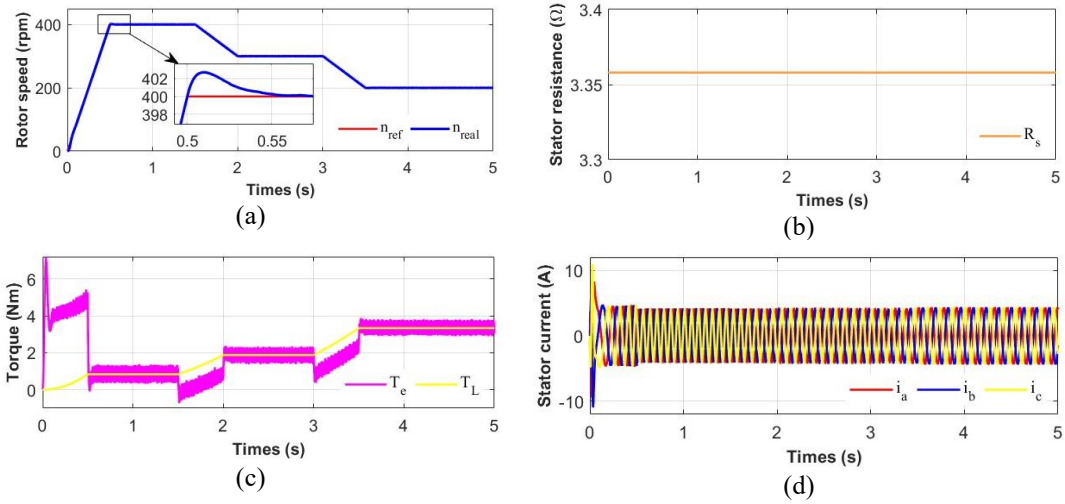 400
200
0
Rotor speed (rpm)
402
400
398
0.5 0.55
n_ref n_real
0 1 2 3 4 5
Times (s)
(a)
3.4
3.35
3.3
Stator resistance (Ω)
R_s
0 1 2 3 4 5
Times (s)
(b)
6
4
2
0
Torque (Nm)
T_e T_L
0 1 2 3 4 5
Times (s)
(c)
10
0
-10
Stator current (A)
i_a i_b i_c
0 1 2 3 4 5
Times (s)
(d)